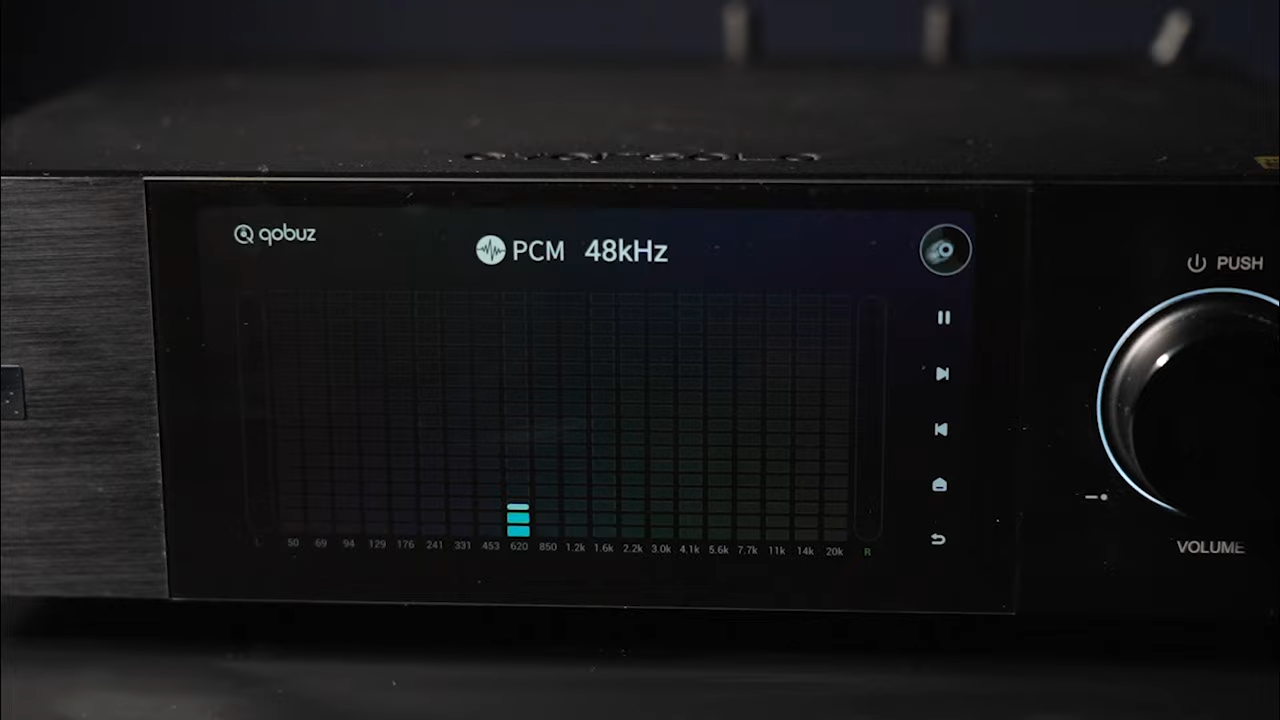 qobuz
PCM 48kHz
PUSH
50 69 94 129 176 241 331 453 620 850 1.2k 1.6k 2.2k 3.0k 4.1k 5.6k 7.7k 11k 14k 20k R
VOLUME